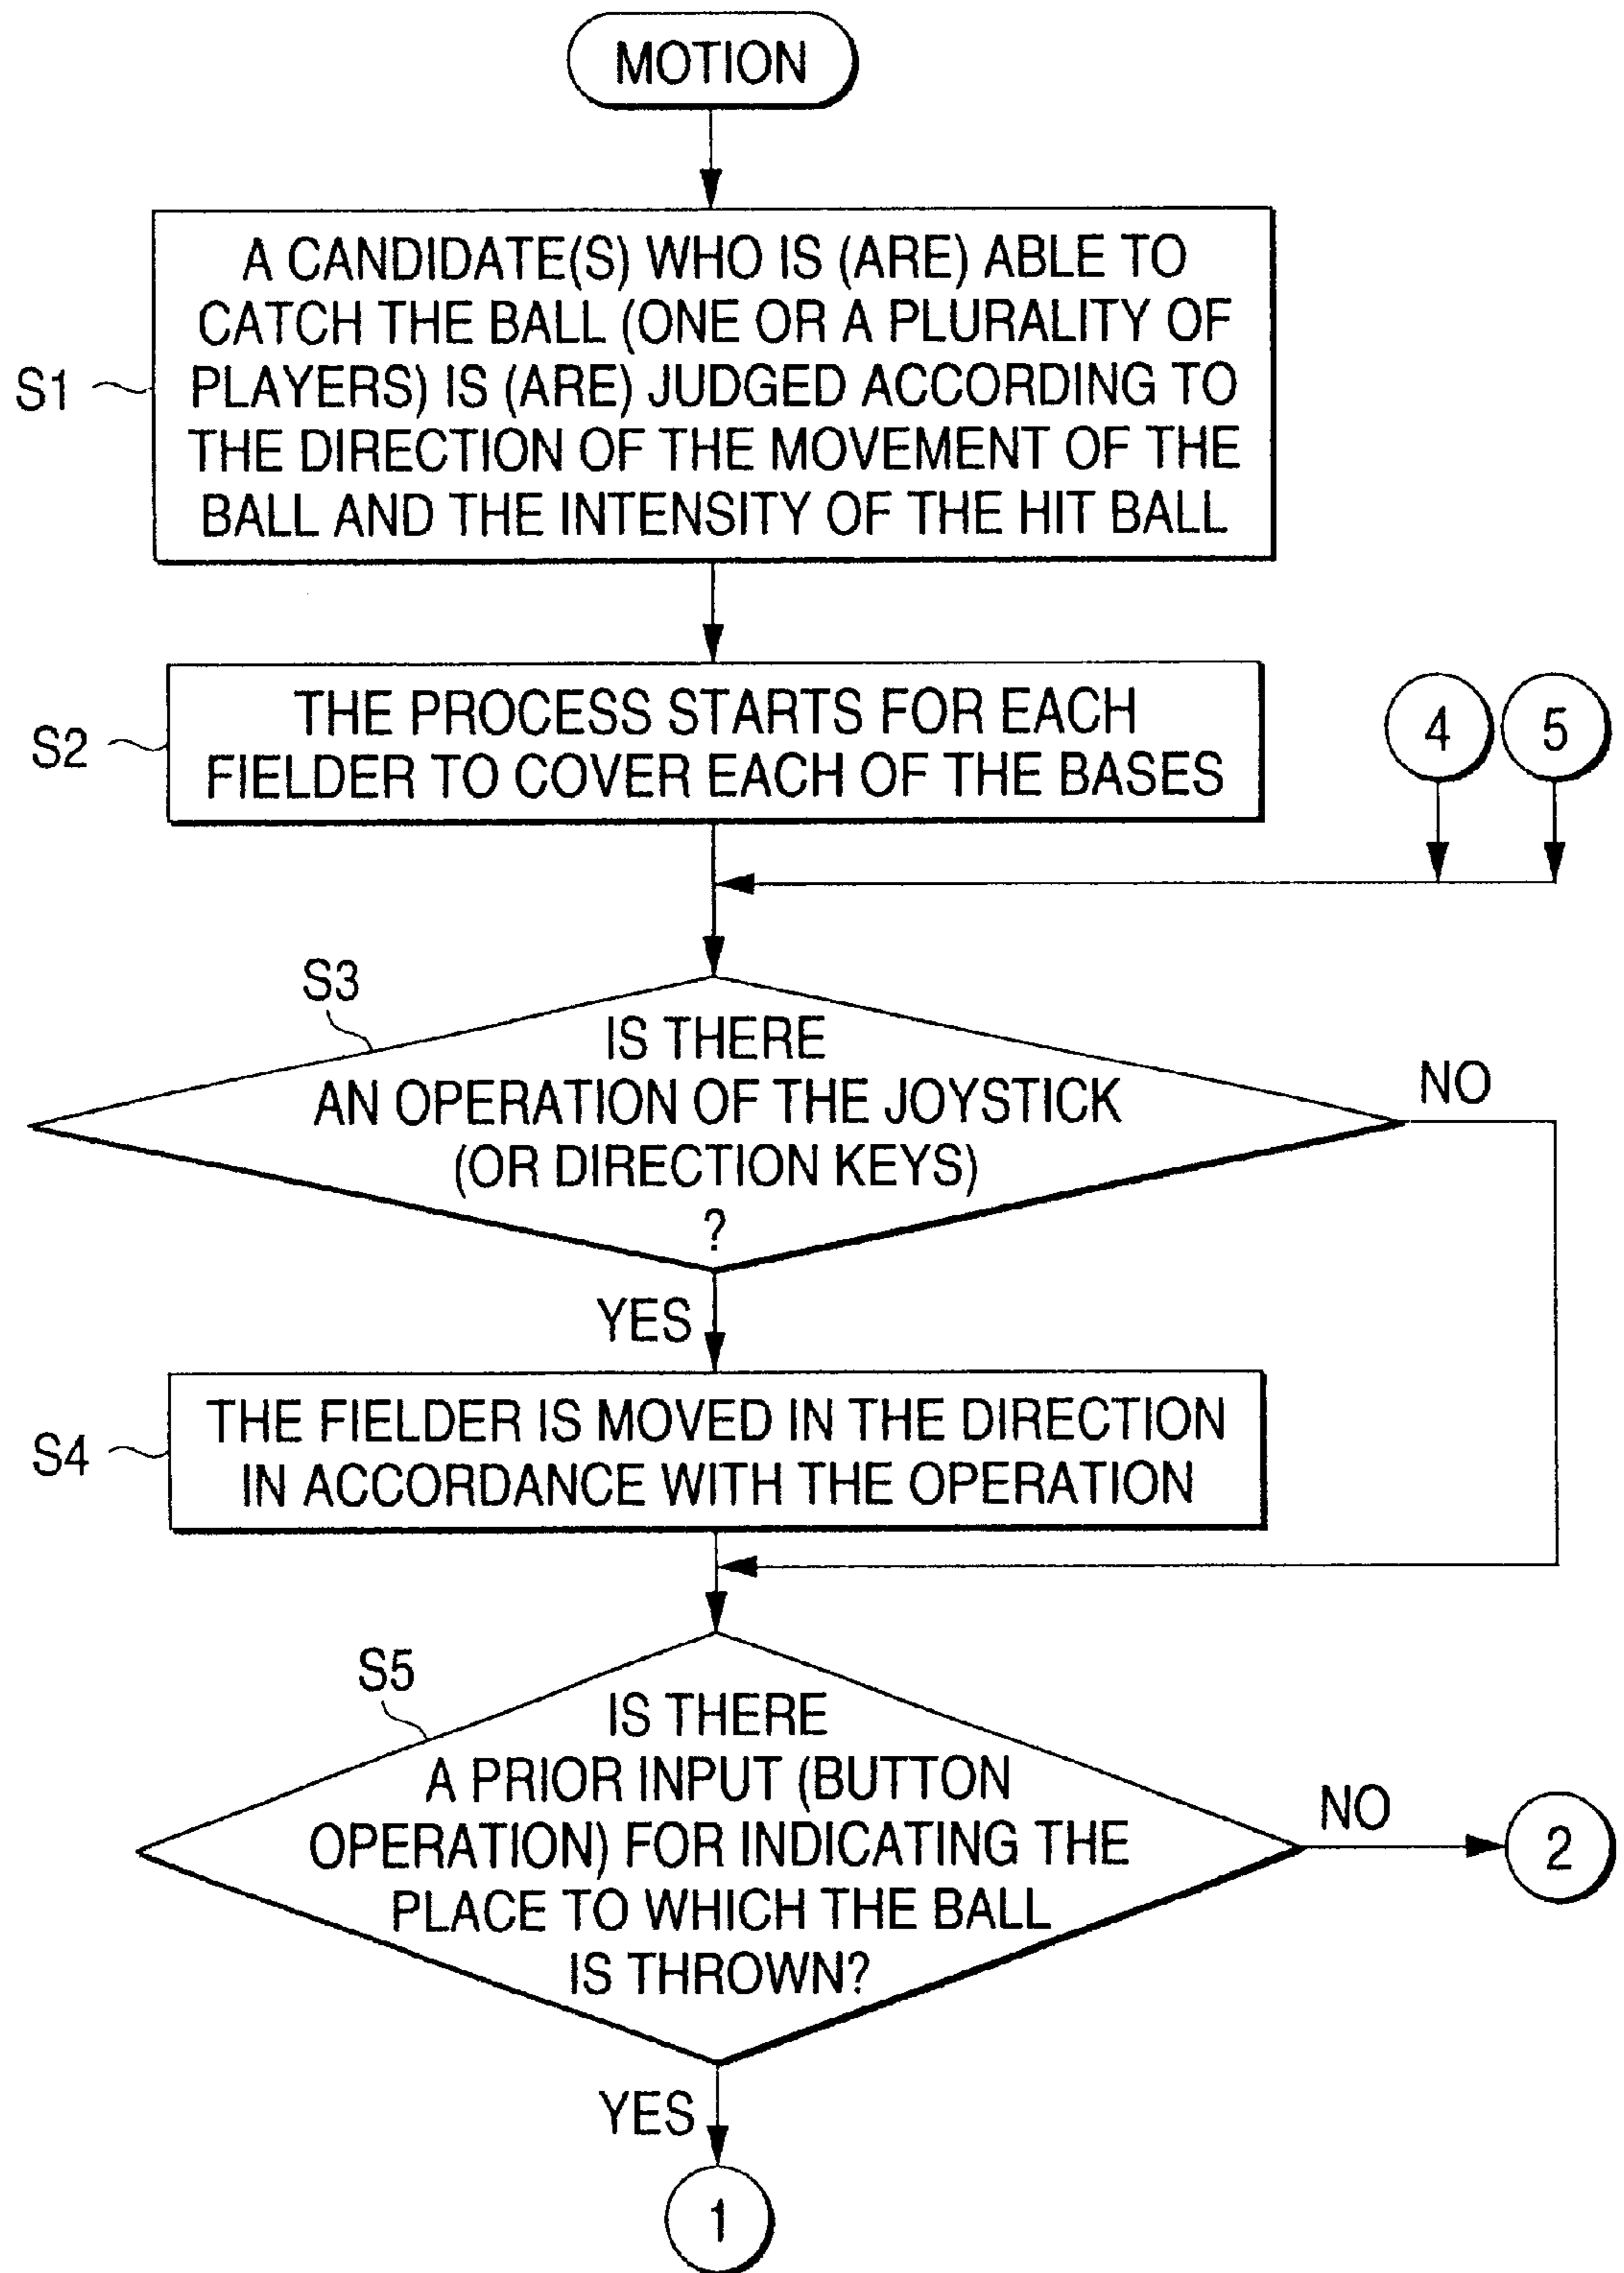 MOTION
S1
A CANDIDATE(S) WHO IS (ARE) ABLE TO
CATCH THE BALL (ONE OR A PLURALITY OF
PLAYERS) IS (ARE) JUDGED ACCORDING TO
THE DIRECTION OF THE MOVEMENT OF THE
BALL AND THE INTENSITY OF THE HIT BALL
S2
THE PROCESS STARTS FOR EACH
FIELDER TO COVER EACH OF THE BASES
4
5
S3
IS THERE
AN OPERATION OF THE JOYSTICK
(OR DIRECTION KEYS)
?
NO
YES
S4
THE FIELDER IS MOVED IN THE DIRECTION
IN ACCORDANCE WITH THE OPERATION
S5
IS THERE
A PRIOR INPUT (BUTTON
OPERATION) FOR INDICATING THE
PLACE TO WHICH THE BALL
IS THROWN?
NO
2
YES
1